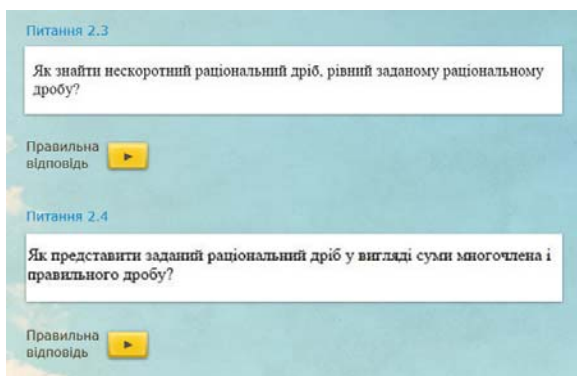 Питання 2.3
Як знайти нескоротний раціональний дріб, рівний заданому раціональному
дробу?
Правильна
відповідь
Питання 2.4
Як представити заданий раціональний дріб у вигляді суми многочлена і
правильного дробу?
Правильна
відповідь